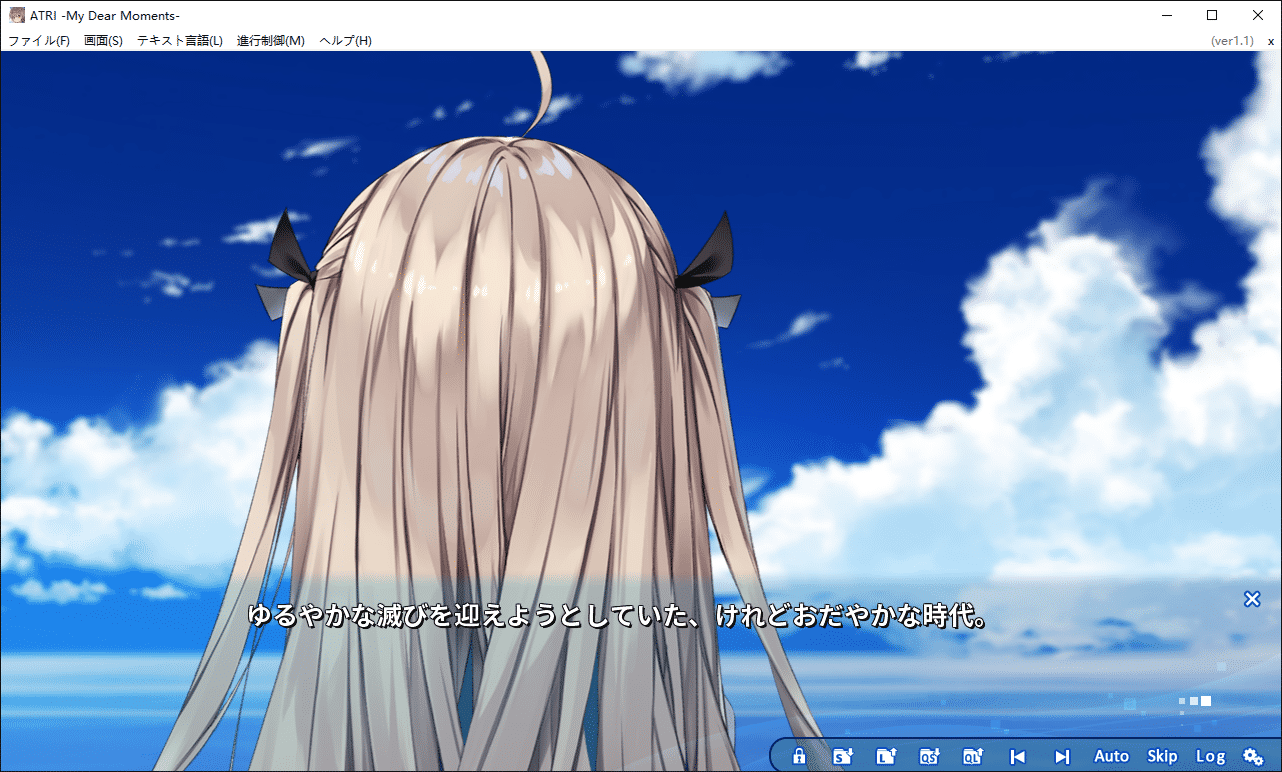 ATRI -My Dear Moments-
ファイル(F) 画面(S) テキスト言語(L) 進行制御(M) ヘルプ(H) (ver1.1) x
ゆるやかな滅びを迎えようとしていた、けれどおだやかな時代。
S L QS QL Auto Skip Log